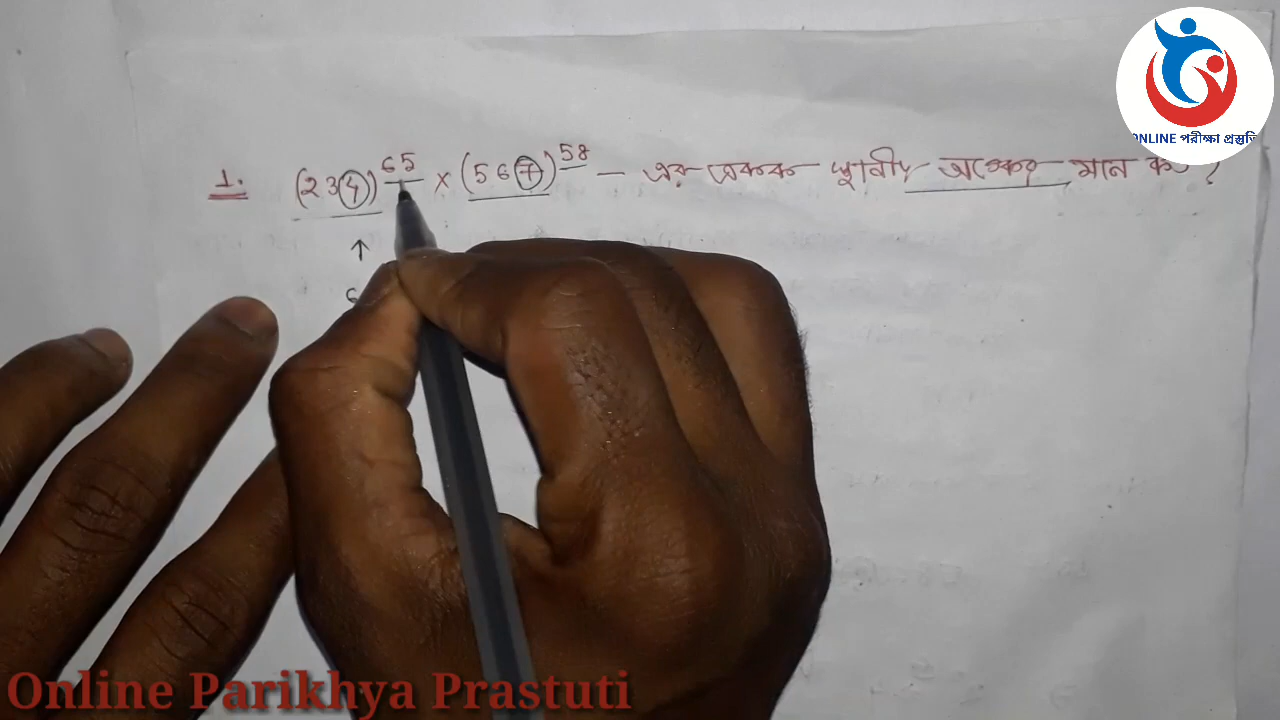 1. (234)^65 × (567)^58 – এর একক স্থানীয় অঙ্কের মান কত ?
↑
ONLINE পরীক্ষা প্রস্তুতি
Online Parikhya Prastuti